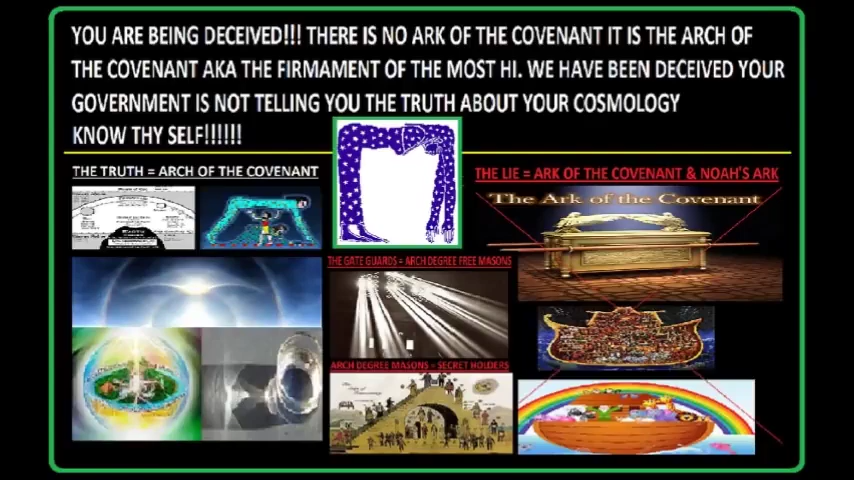 YOU ARE BEING DECEIVED!!! THERE IS NO ARK OF THE COVENANT IT IS THE ARCH OF
THE COVENANT AKA THE FIRMAMENT OF THE MOST HI. WE HAVE BEEN DECEIVED YOUR
GOVERNMENT IS NOT TELLING YOU THE TRUTH ABOUT YOUR COSMOLOGY
KNOW THY SELF!!!!!!
THE TRUTH = ARCH OF THE COVENANT
THE LIE = ARK OF THE COVENANT & NOAH'S ARK
The Ark of the Covenant
THE GATE GUARDS = ARCH DEGREE FREE MASONS
ARCH DEGREE MASONS = SECRET HOLDERS